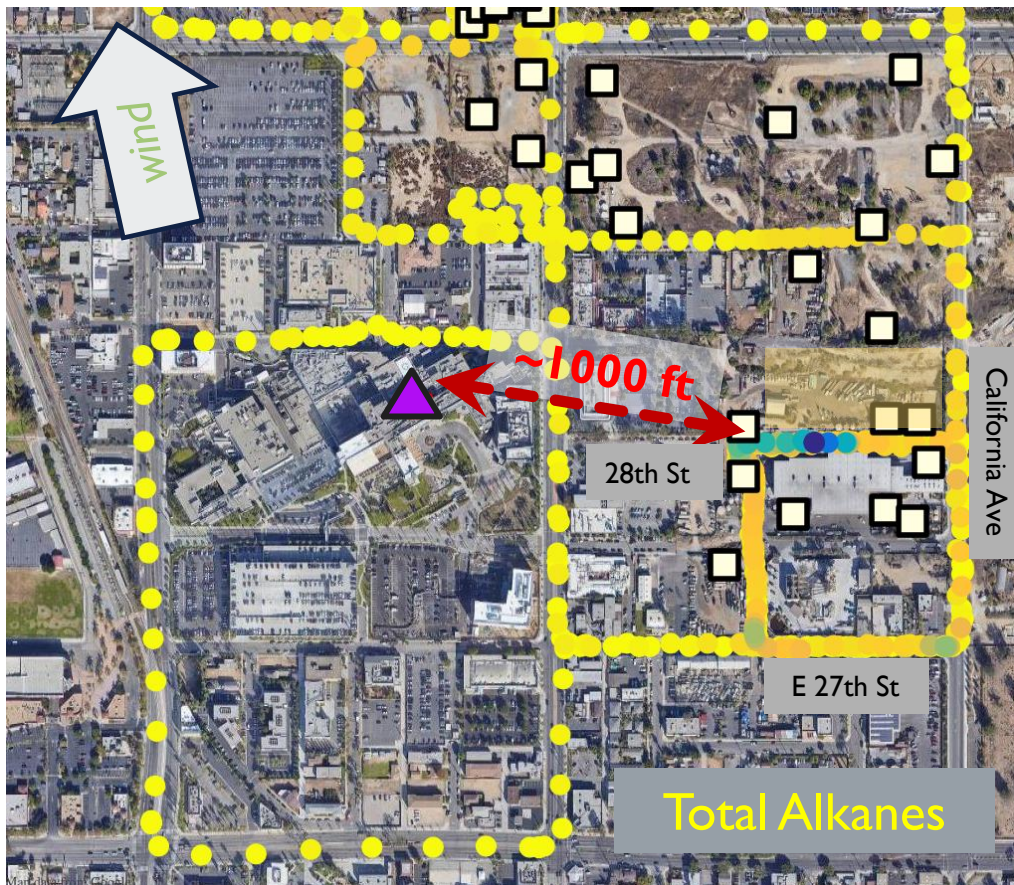 wind
~1000 ft
California Ave
28th St
E 27th St
Total Alkanes